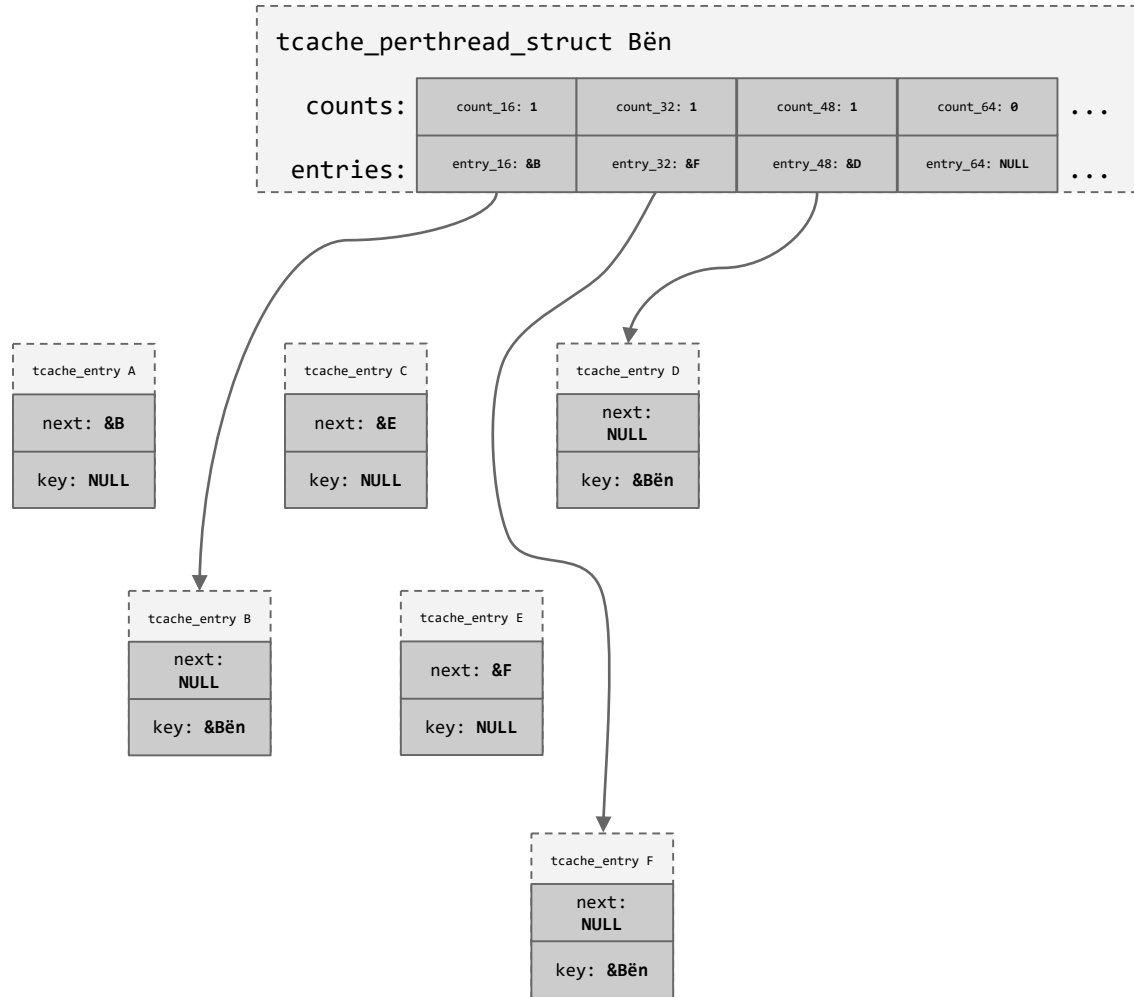 tcache_perthread_struct Bën
counts:
count_16: 1
count_32: 1
count_48: 1
count_64: 0
...
entries:
entry_16: &B
entry_32: &F
entry_48: &D
entry_64: NULL
...
tcache_entry A
next: &B
key: NULL
tcache_entry C
next: &E
key: NULL
tcache_entry D
next:
NULL
key: &Bën
tcache_entry B
next:
NULL
key: &Bën
tcache_entry E
next: &F
key: NULL
tcache_entry F
next:
NULL
key: &Bën